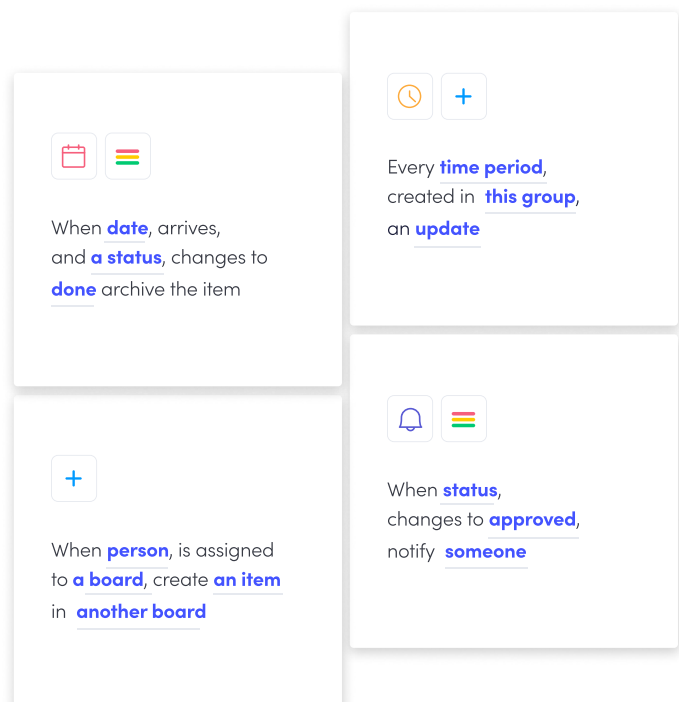 When date, arrives,
and a status, changes to
done archive the item
Every time period,
created in this group,
an update
When person, is assigned
to a board, create an item
in another board
When status,
changes to approved,
notify someone